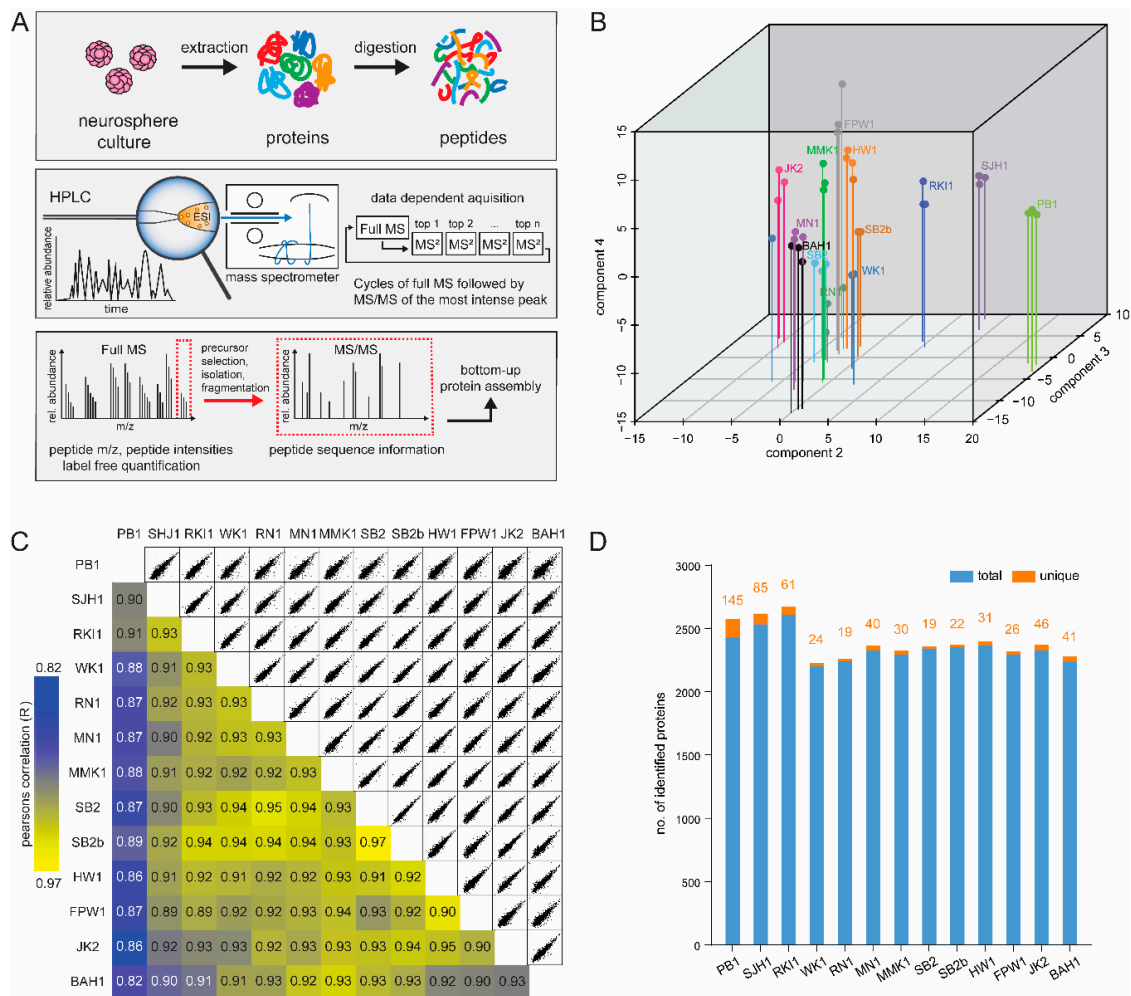 A
extraction
digestion
neurosphere
culture
proteins
peptides
HPLC
ESI
relative abundance
time
mass spectrometer
data dependent aquisition
top 1 top 2 ... top n
Full MS
MS² MS² MS² MS²
Cycles of full MS followed by
MS/MS of the most intense peak
Full MS
rel. abundance
m/z
precursor
selection,
isolation,
fragmentation
MS/MS
rel. abundance
m/z
bottom-up
protein assembly
peptide m/z, peptide intensities
label free quantification
peptide sequence information
B
component 4
15
10
5
0
−5
−10
−15
−15 −10 −5 0 5 10 15 20
component 2
−15
−10
−5
0
5
10
component 3
FPW1
MMK1
HW1
JK2
SJH1
RKI1
PB1
MN1
SB2b
BAH1
SB2
WK1
RN1
C
PB1 SHJ1 RKI1 WK1 RN1 MN1 MMK1 SB2 SB2b HW1 FPW1 JK2 BAH1
PB1
SJH1 0.90
RKI1 0.91 0.93
WK1 0.88 0.91 0.93
RN1 0.87 0.92 0.93 0.93
MN1 0.87 0.90 0.92 0.93 0.93
MMK1 0.88 0.91 0.92 0.92 0.92 0.93
SB2 0.87 0.90 0.93 0.94 0.95 0.94 0.93
SB2b 0.89 0.92 0.94 0.94 0.94 0.94 0.93 0.97
HW1 0.86 0.91 0.92 0.91 0.92 0.92 0.93 0.91 0.92
FPW1 0.87 0.89 0.89 0.92 0.92 0.93 0.94 0.93 0.92 0.90
JK2 0.86 0.92 0.93 0.93 0.92 0.93 0.93 0.93 0.94 0.95 0.90
BAH1 0.82 0.90 0.91 0.91 0.93 0.92 0.93 0.93 0.93 0.92 0.90 0.93
0.82
pearsons correlation (R)
0.97
D
no. of identified proteins
3000
2500
2000
1500
1000
500
0
total
unique
145 85 61 24 19 40 30 19 22 31 26 46 41
PB1 SJH1 RKI1 WK1 RN1 MN1 MMK1 SB2 SB2b HW1 FPW1 JK2 BAH1